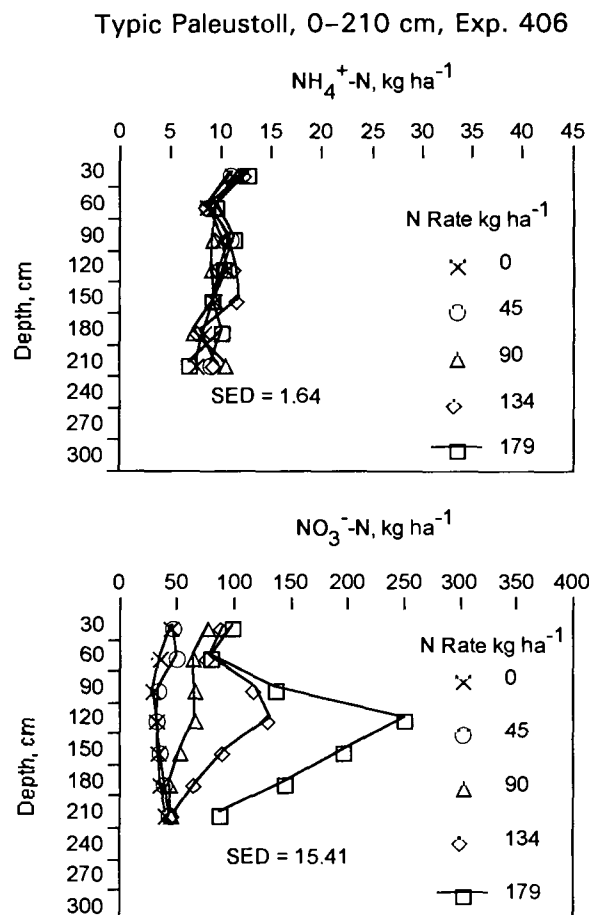 Typic Paleustoll, 0-210 cm, Exp. 406
NH₄⁺-N, kg ha⁻¹
0 5 10 15 20 25 30 35 40 45
Depth, cm
30
60
90
120
150
180
210
240
270
300
N Rate kg ha⁻¹
0
45
90
134
179
SED = 1.64
NO₃⁻-N, kg ha⁻¹
0 50 100 150 200 250 300 350 400
Depth, cm
30
60
90
120
150
180
210
240
270
300
N Rate kg ha⁻¹
0
45
90
134
179
SED = 15.41